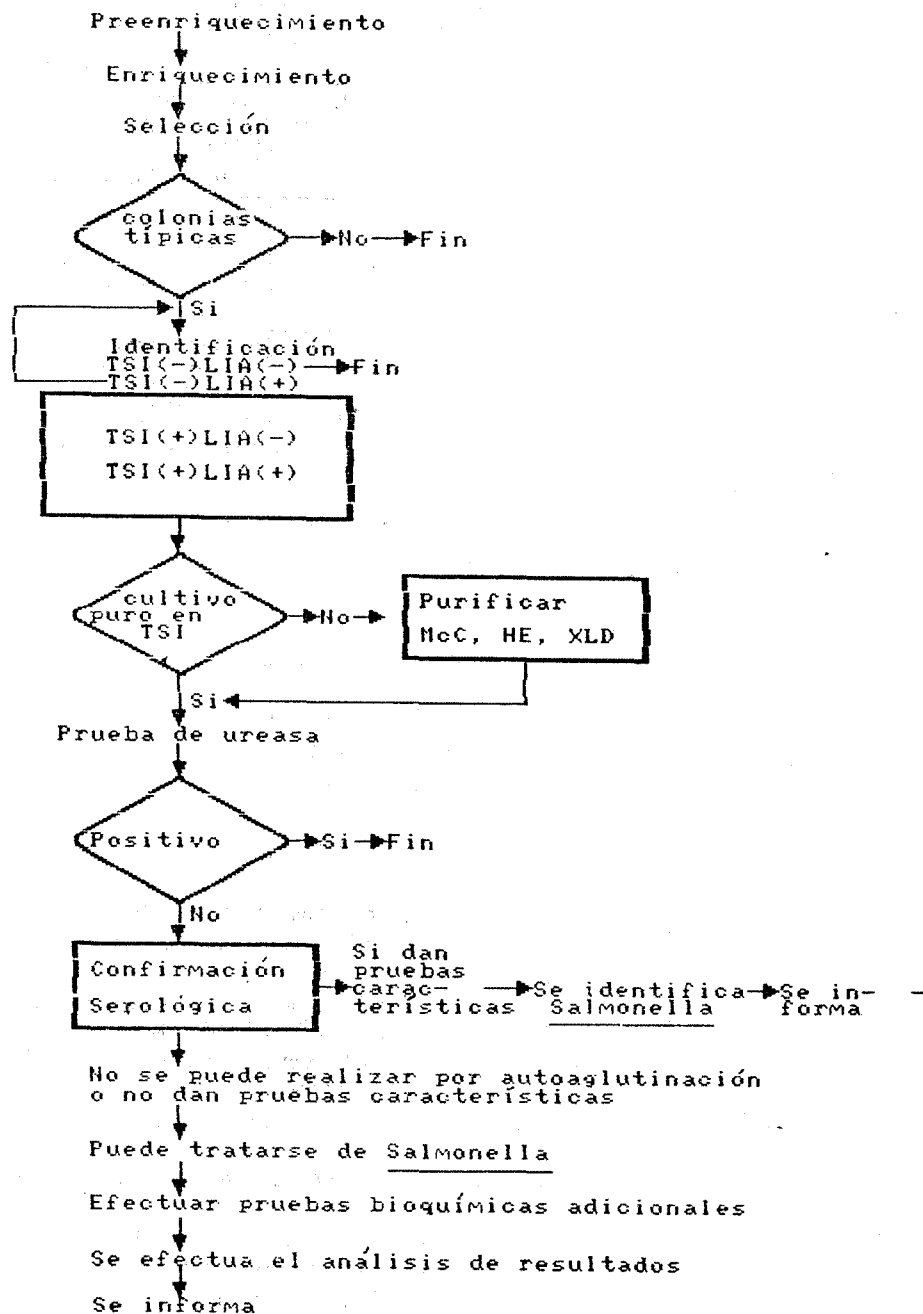 Preenriquecimiento
Enriquecimiento
Selección
colonias
típicas
No
Fin
Si
Identificación
TSI(-)LIA(-)
Fin
TSI(-)LIA(+)
TSI(+)LIA(-)
TSI(+)LIA(+)
cultivo
puro en
TSI
No
Purificar
McC, HE, XLD
Si
Prueba de ureasa
Positivo
Si
Fin
No
Confirmación
Serológica
Si dan
pruebas
carac-
terísticas
Se identifica
Salmonella
Se in-
forma
No se puede realizar por autoaglutinación
o no dan pruebas características
Puede tratarse de Salmonella
Efectuar pruebas bioquímicas adicionales
Se efectua el análisis de resultados
Se informa